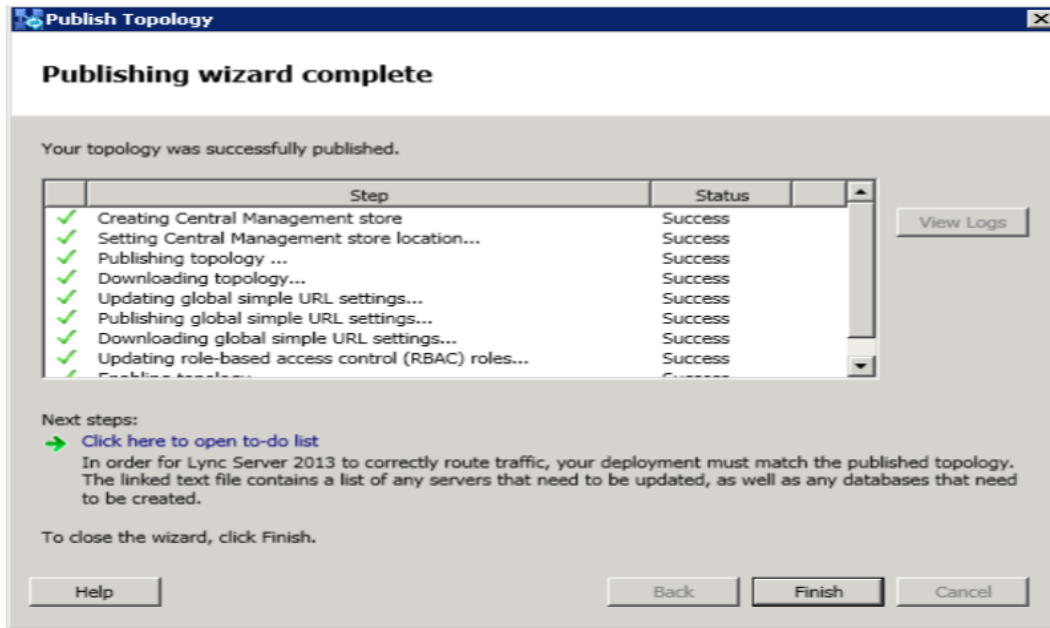 Publish Topology
Publishing wizard complete
Your topology was successfully published.
Step Status
Creating Central Management store Success
Setting Central Management store location... Success
Publishing topology ... Success
Downloading topology... Success
Updating global simple URL settings... Success
Publishing global simple URL settings... Success
Downloading global simple URL settings... Success
Updating role-based access control (RBAC) roles... Success
Enabling topology... Success
View Logs
Next steps:
Click here to open to-do list
In order for Lync Server 2013 to correctly route traffic, your deployment must match the published topology.
The linked text file contains a list of any servers that need to be updated, as well as any databases that need
to be created.
To close the wizard, click Finish.
Help Back Finish Cancel